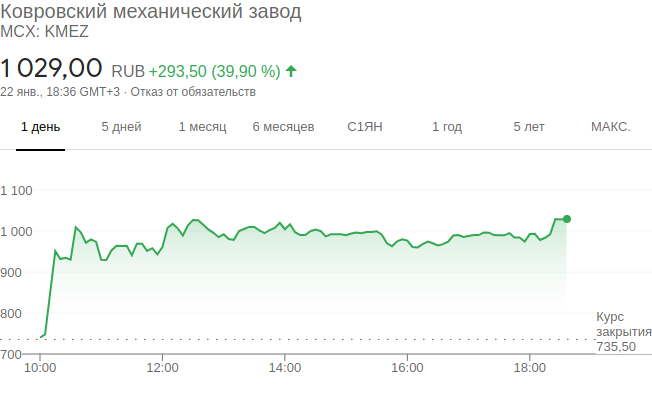 Ковровский механический завод
MCX: KMEZ
1 029,00 RUB +293,50 (39,90 %)
22 янв., 18:36 GMT+3 · Отказ от обязательств
1 день 5 дней 1 месяц 6 месяцев С1ЯН 1 год 5 лет МАКС.
1 100
1 000
900
800
Курс
закрытия
735,50
700
10:00 12:00 14:00 16:00 18:00